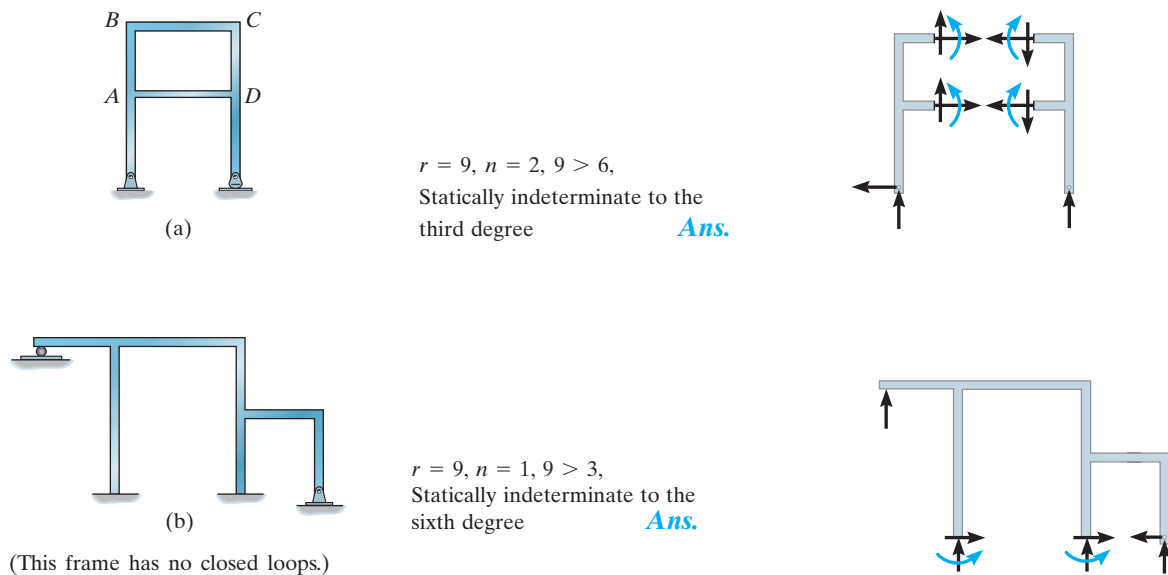 B C
A D
r = 9, n = 2, 9 > 6,
Statically indeterminate to the
third degree Ans.
(a)
r = 9, n = 1, 9 > 3,
Statically indeterminate to the
sixth degree Ans.
(b)
(This frame has no closed loops.)